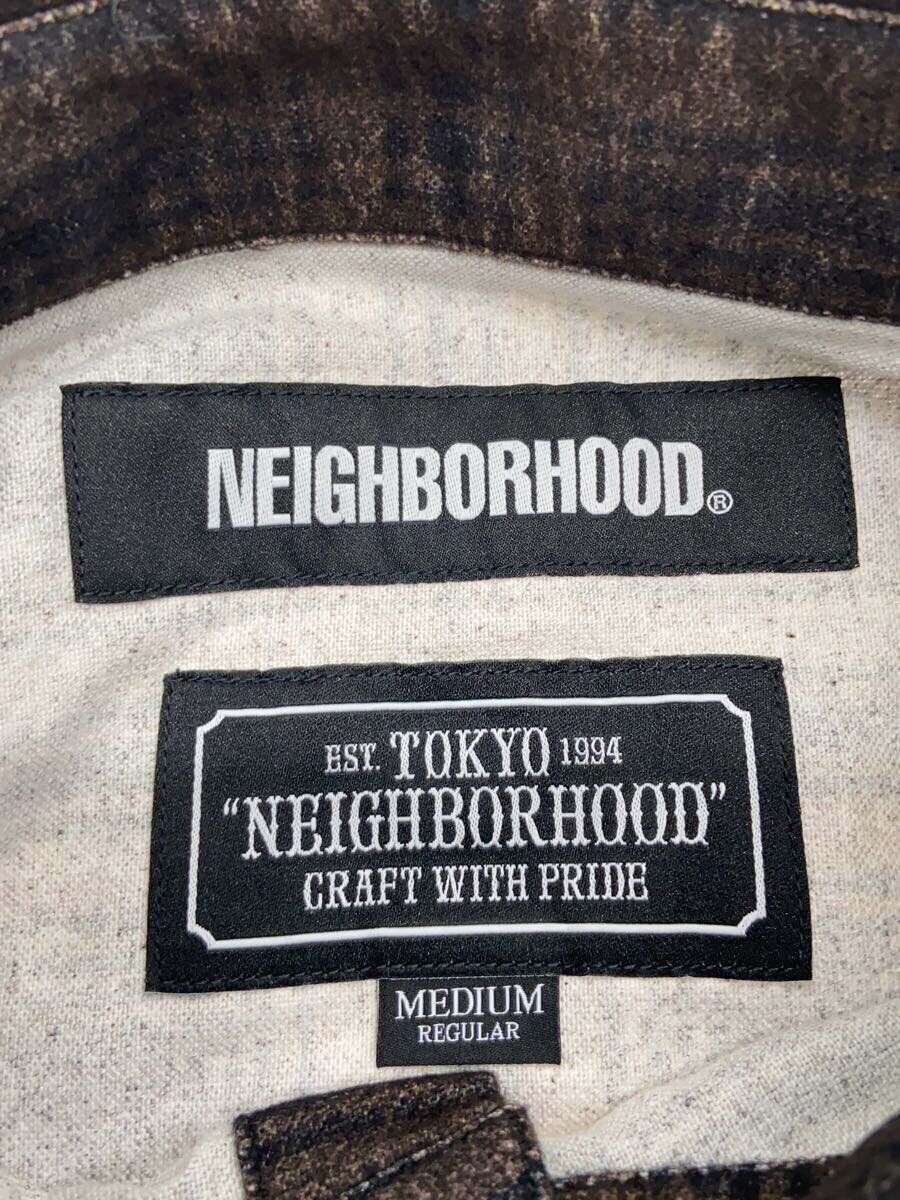 NEIGHBORHOOD®
EST. TOKYO 1994
"NEIGHBORHOOD"
CRAFT WITH PRIDE
MEDIUM
REGULAR